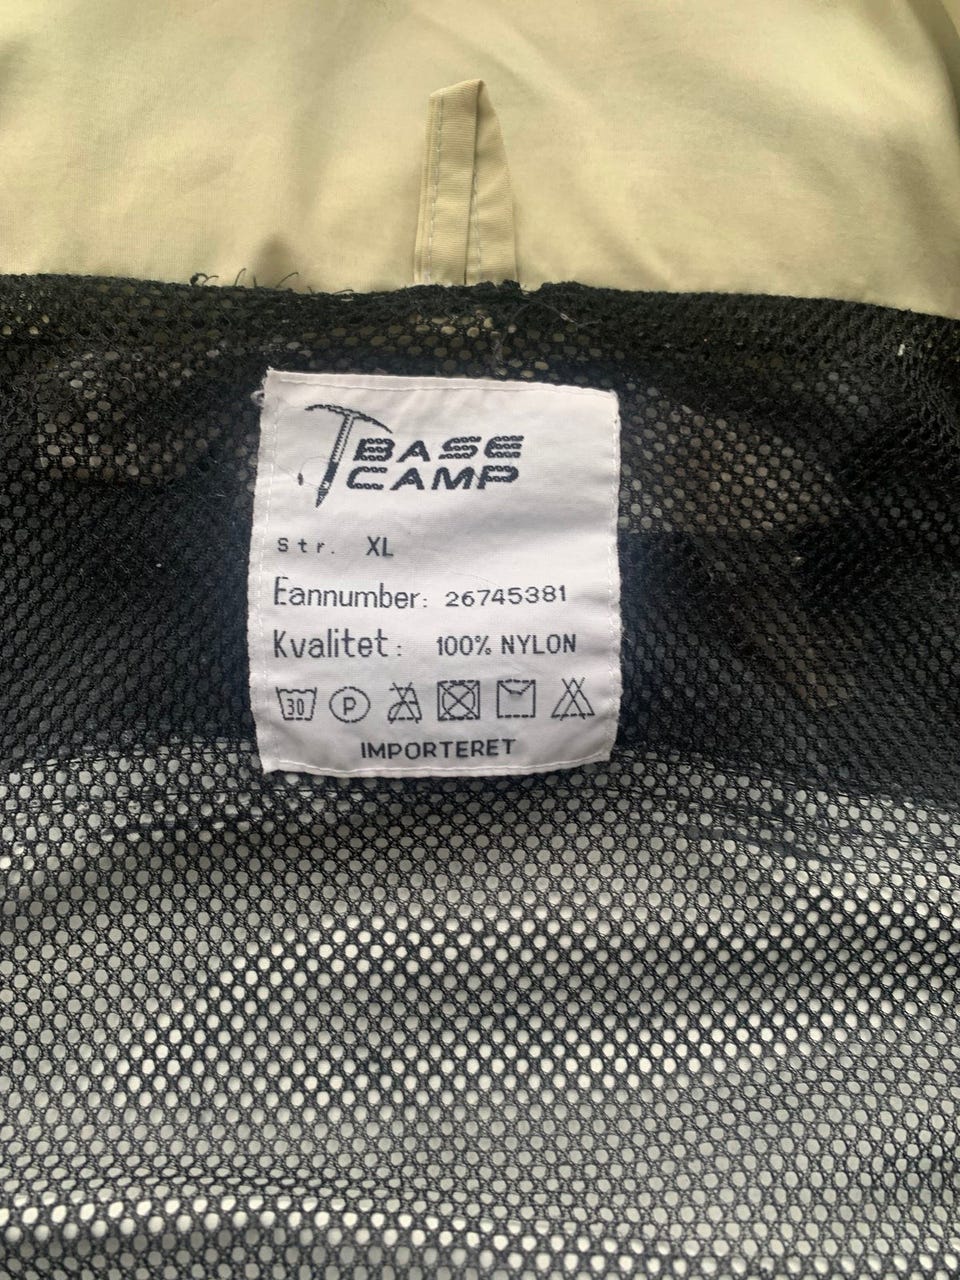 BASE
CAMP
Str. XL
Eannumber: 26745381
Kvalitet: 100% NYLON
30 P
IMPORTERET